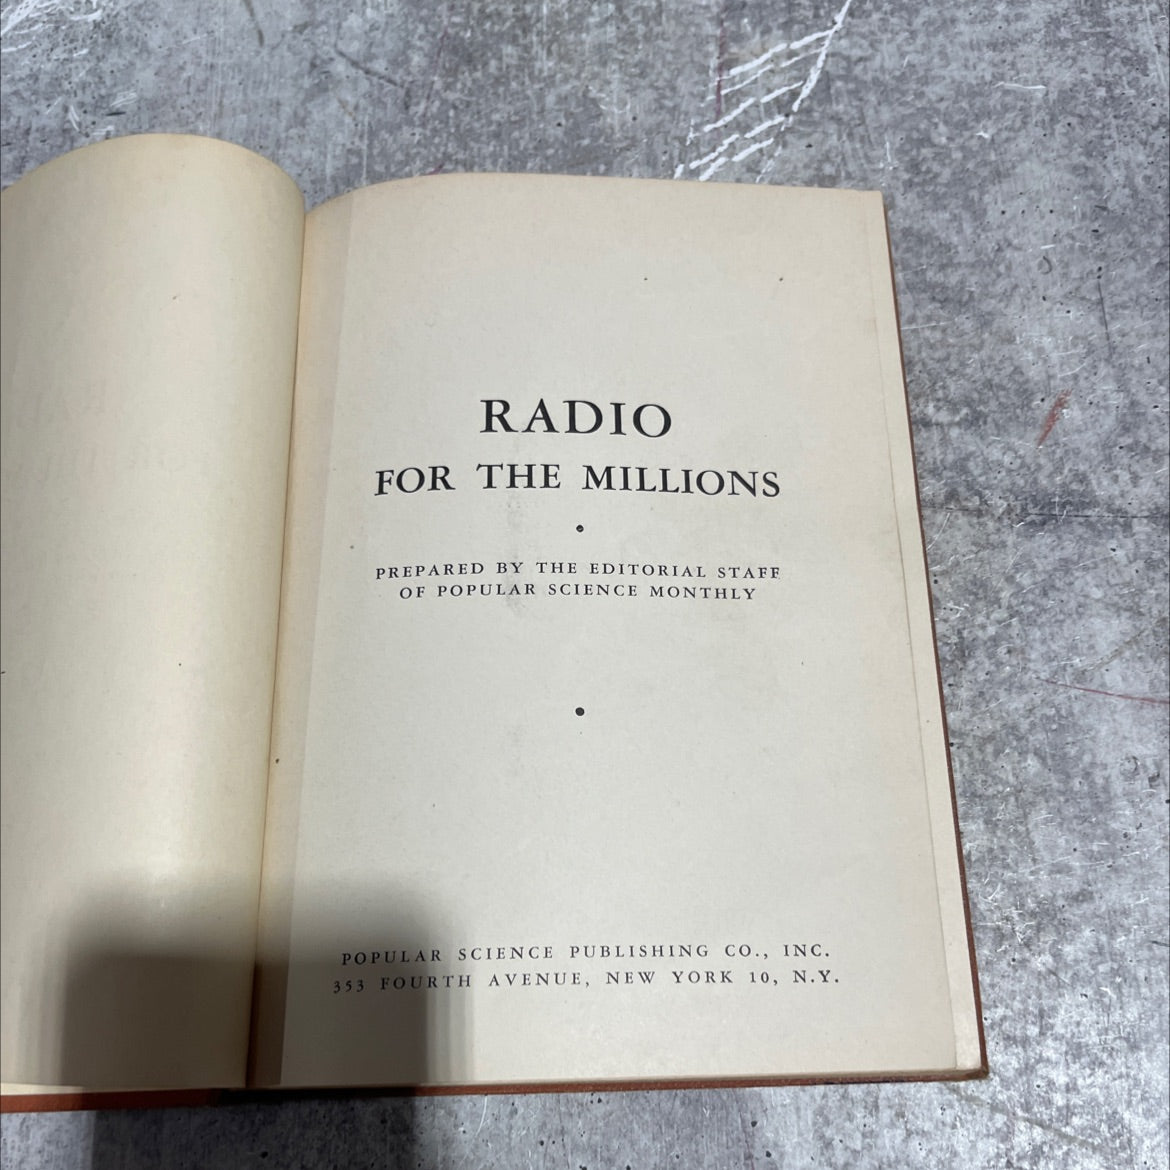 RADIO
FOR THE MILLIONS
PREPARED BY THE EDITORIAL STAFF
OF POPULAR SCIENCE MONTHLY
POPULAR SCIENCE PUBLISHING CO., INC.
353 FOURTH AVENUE, NEW YORK 10, N.Y.